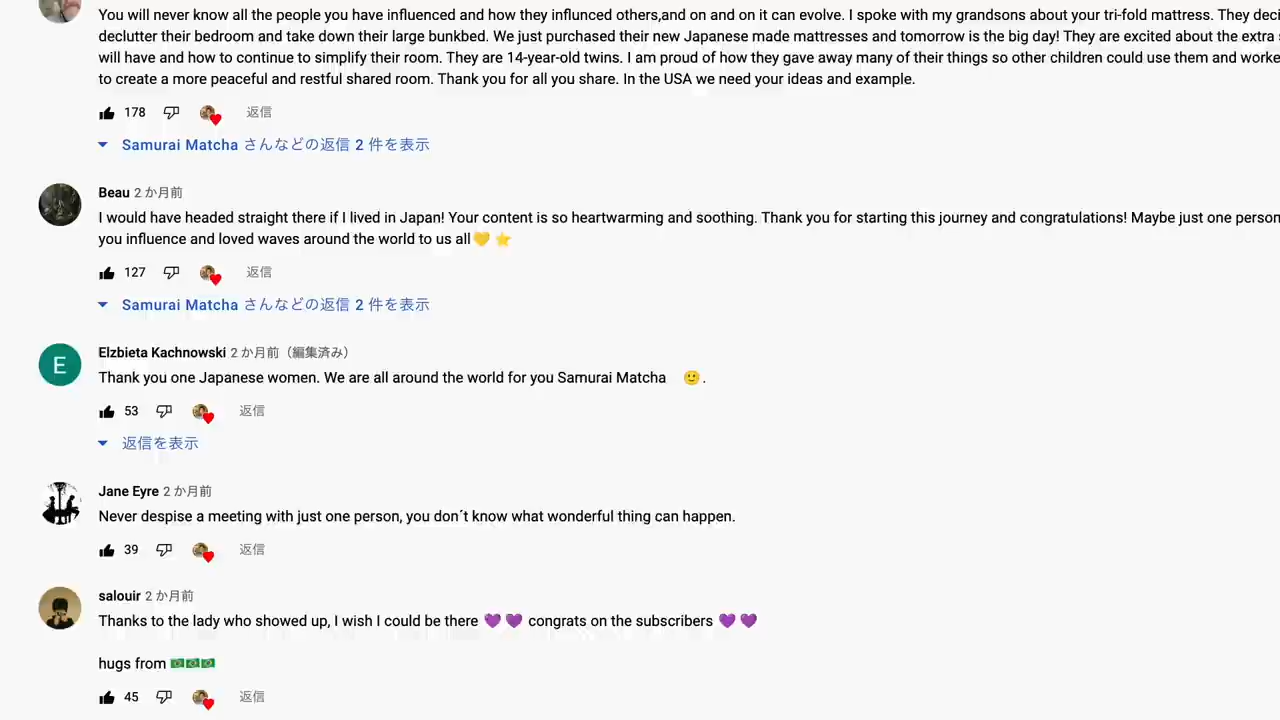 You will never know all the people you have influenced and how they influnced others,and on and on it can evolve. I spoke with my grandsons about your tri-fold mattress. They
declutter their bedroom and take down their large bunkbed. We just purchased their new Japanese made mattresses and tomorrow is the big day! They are excited about the extra
will have and how to continue to simplify their room. They are 14-year-old twins. I am proud of how they gave away many of their things so other children could use them and
to create a more peaceful and restful shared room. Thank you for all you share. In the USA we need your ideas and example.
178 返信
Samurai Matcha さんなどの返信 2 件を表示
Beau 2 か月前
I would have headed straight there if I lived in Japan! Your content is so heartwarming and soothing. Thank you for starting this journey and congratulations! Maybe just one person
you influence and loved waves around the world to us all💛 ⭐
127 返信
Samurai Matcha さんなどの返信 2 件を表示
E
Elzbieta Kachnowski 2 か月前（編集済み）
Thank you one Japanese women. We are all around the world for you Samurai Matcha 🙂.
53 返信
返信を表示
Jane Eyre 2 か月前
Never despise a meeting with just one person, you don´t know what wonderful thing can happen.
39 返信
salouir 2 か月前
Thanks to the lady who showed up, I wish I could be there 💜 💜 congrats on the subscribers 💜 💜
hugs from 🇧🇷🇧🇷🇧🇷
45 返信